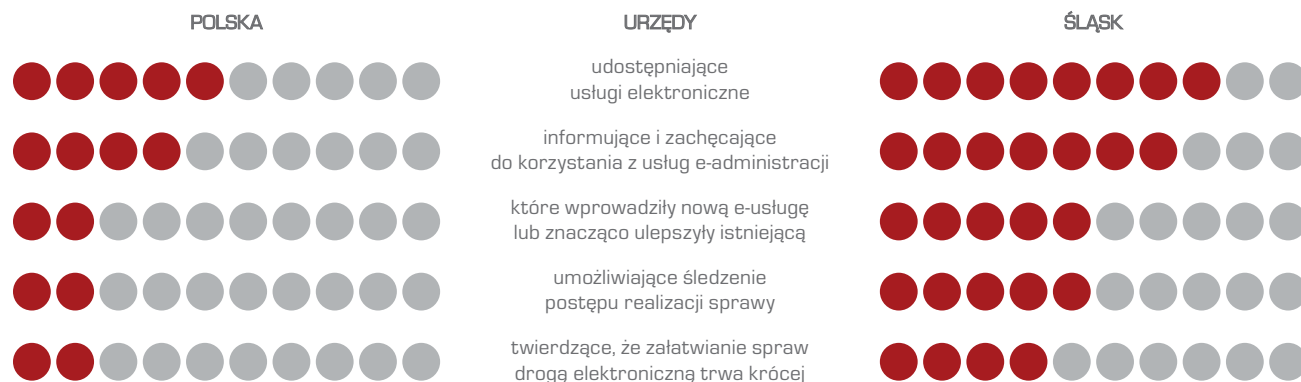 POLSKA
URZĘDY
ŚLĄSK
udostępniające
usługi elektroniczne
informujące i zachęcające
do korzystania z usług e-administracji
które wprowadziły nową e-usługę
lub znacząco ulepszyły istniejącą
umożliwiające śledzenie
postępu realizacji sprawy
twierdzące, że załatwianie spraw
drogą elektroniczną trwa krócej